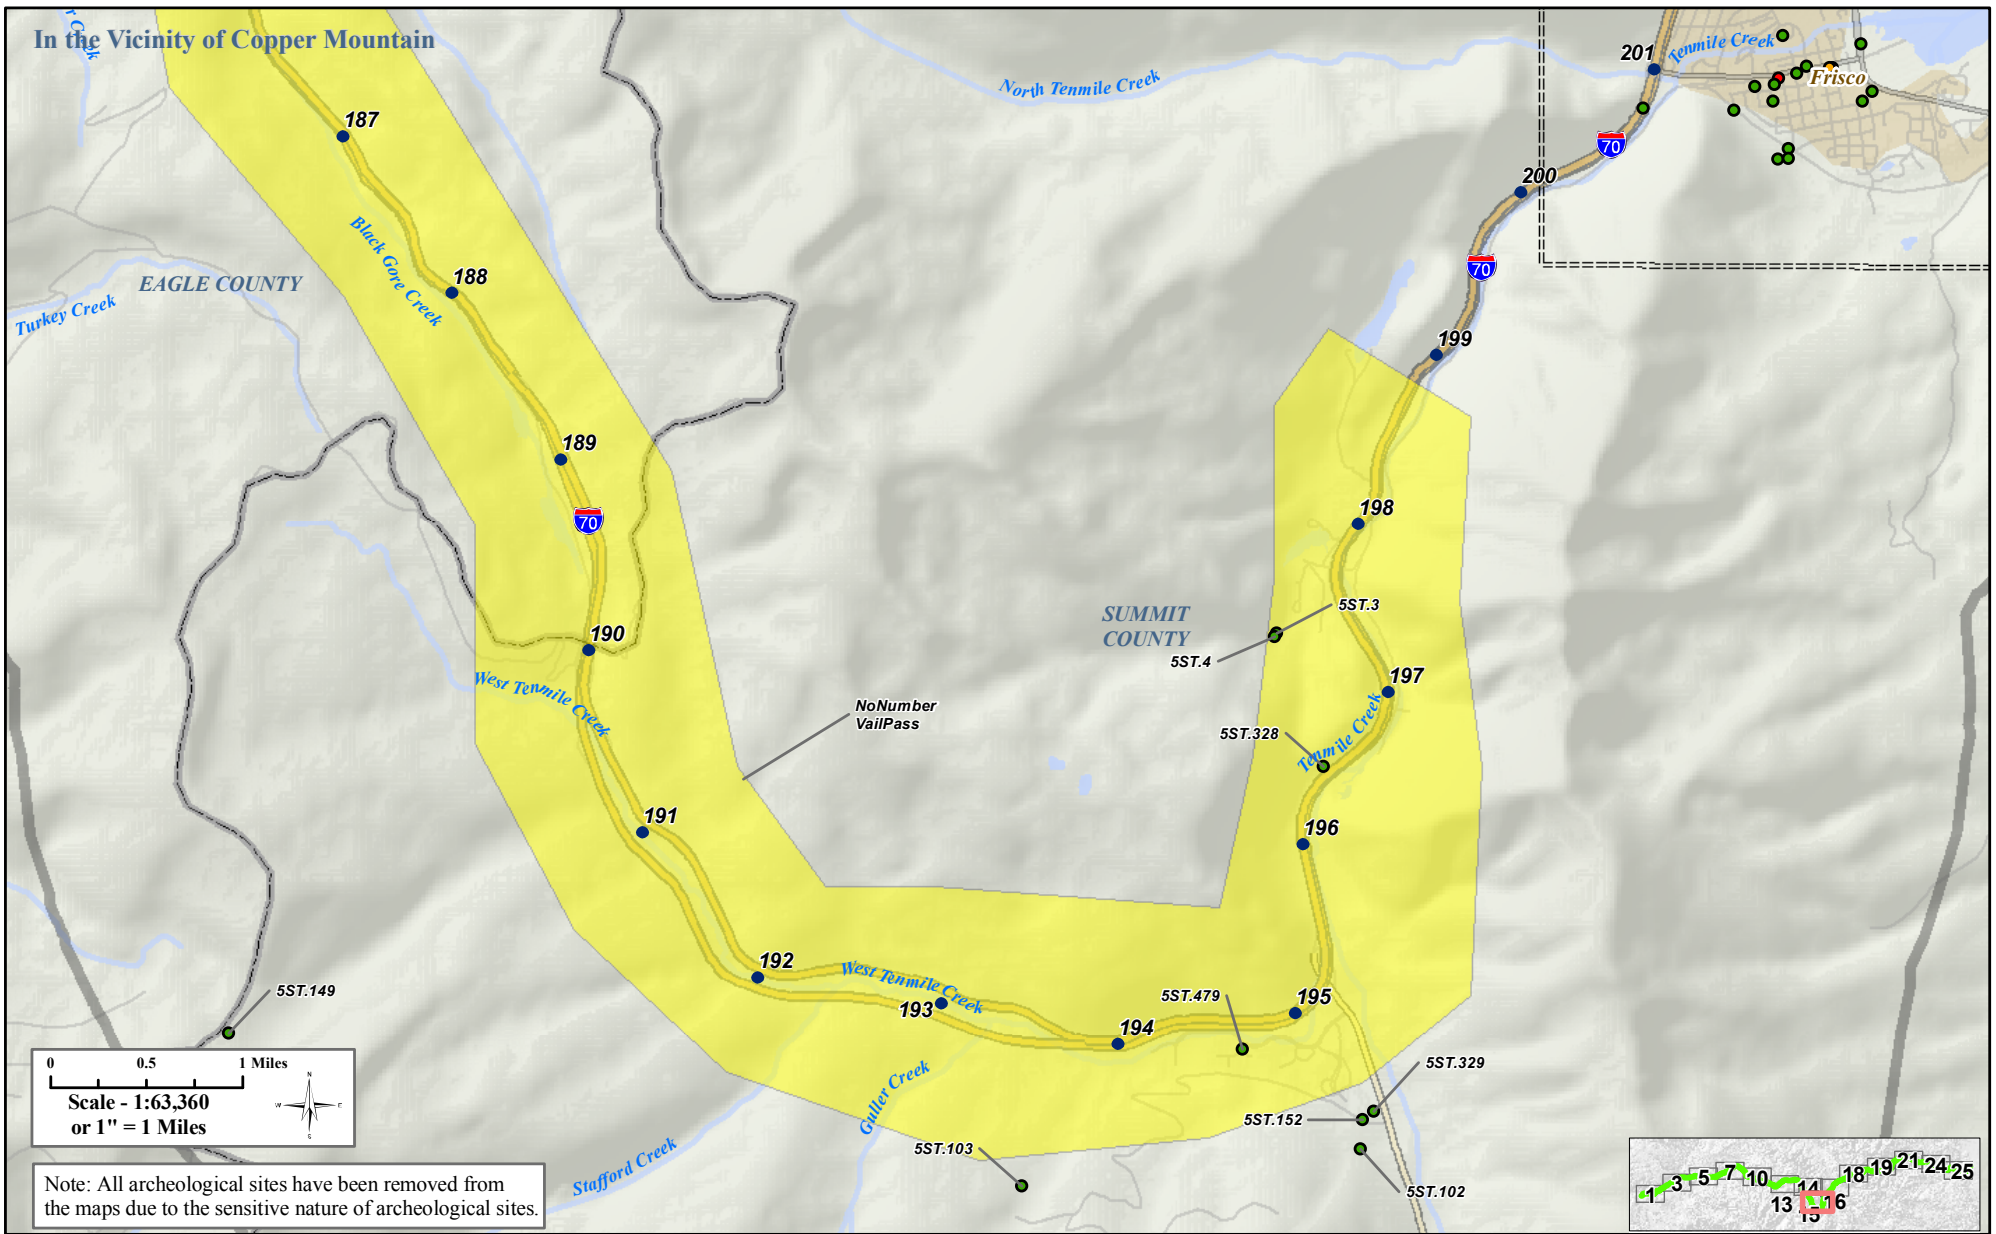 In the Vicinity of Copper Mountain
r Creek
187
Black Gore Creek
188
EAGLE COUNTY
Turkey Creek
189
70
190
West Tenmile Creek
NoNumber
VailPass
191
192
West Tenmile Creek
193
194
195
196
197
198
199
200
201
North Tenmile Creek
Tenmile Creek
Frisco
70
70
SUMMIT
COUNTY
5ST.3
5ST.4
5ST.328
Tenmile Creek
5ST.479
5ST.329
5ST.152
5ST.102
5ST.103
5ST.149
Guller Creek
Stafford Creek
0 0.5 1 Miles
Scale - 1:63,360
or 1" = 1 Miles
N
W E
S
Note: All archeological sites have been removed from
the maps due to the sensitive nature of archeological sites.
1 3 5 7 10 13 14 15 16 18 19 21 24 25